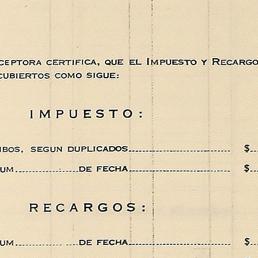 CEPTORA CERTIFICA, QUE EL IMPUESTO Y RECARGO
CUBIERTOS COMO SIGUE:
IMPUESTO:
IBOS, SEGUN DUPLICADOS $
UM DE FECHA $
RECARGOS:
UM DE FECHA $